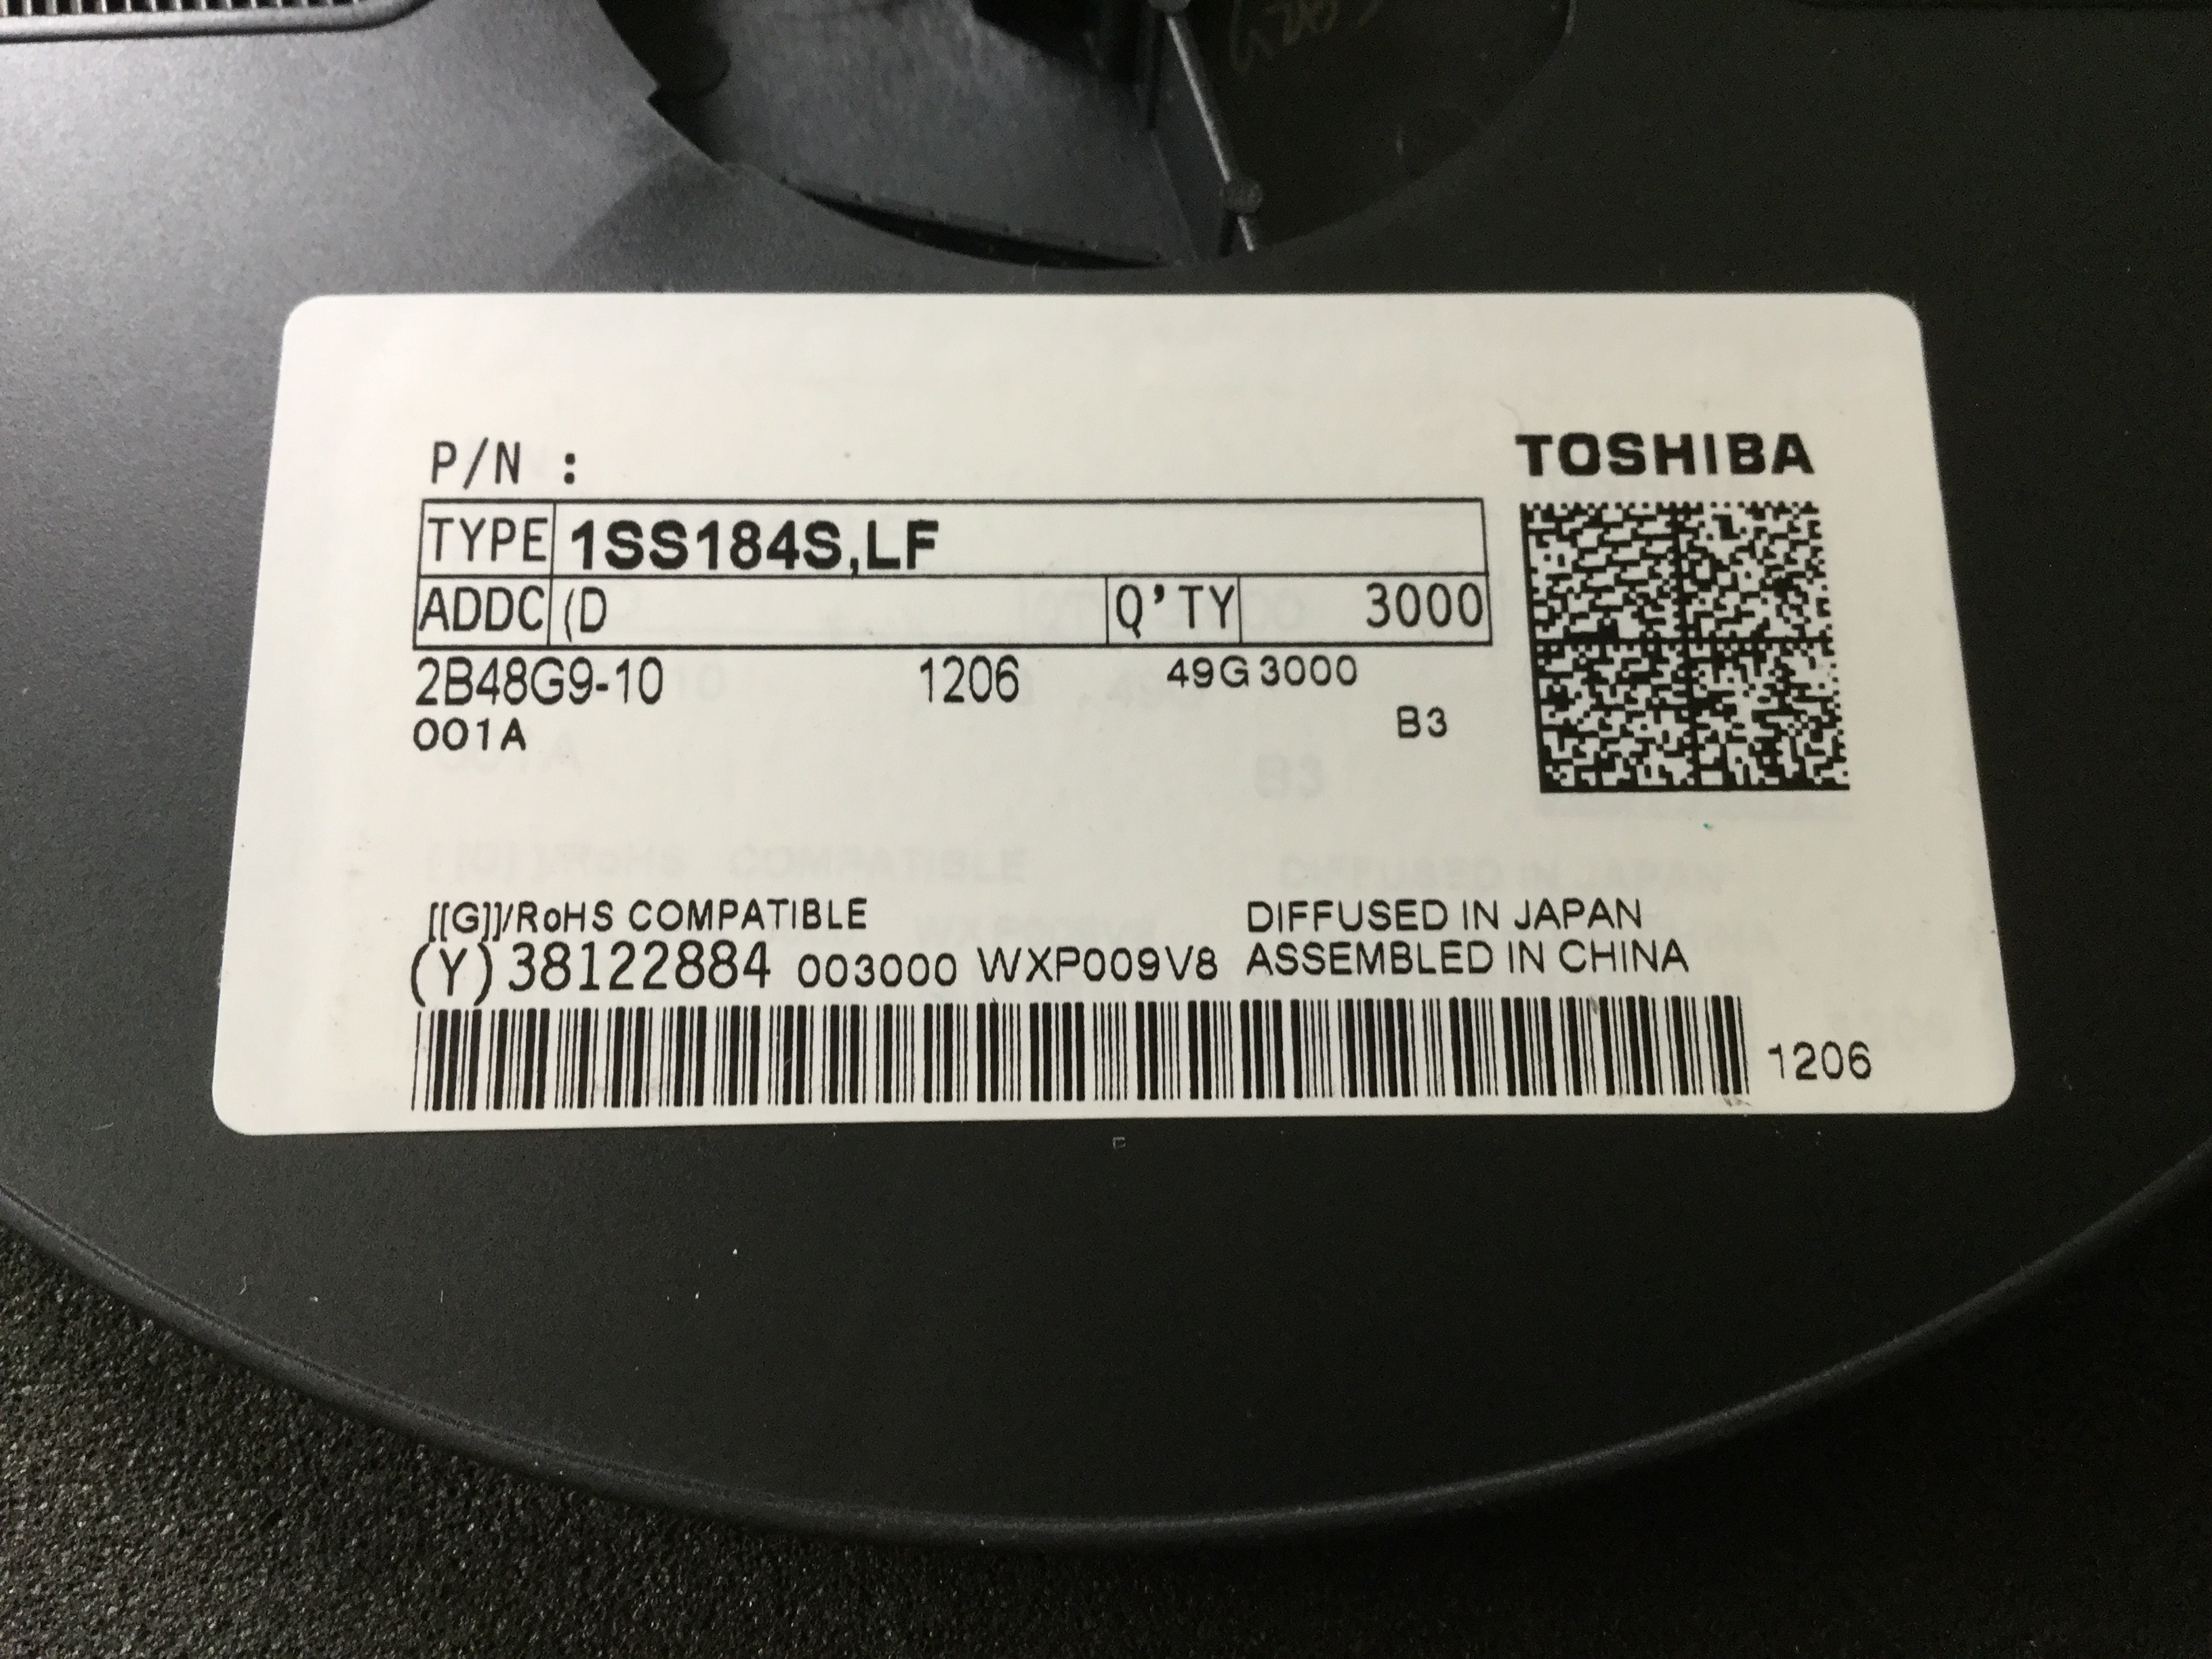 P/N :
TOSHIBA
TYPE 1SS184S,LF
ADDC (D Q'TY 3000
2B48G9-10 1206 49G 3000
001A B3
[[G]]/RoHS COMPATIBLE DIFFUSED IN JAPAN
(Y)38122884 003000 WXP009V8 ASSEMBLED IN CHINA
1206